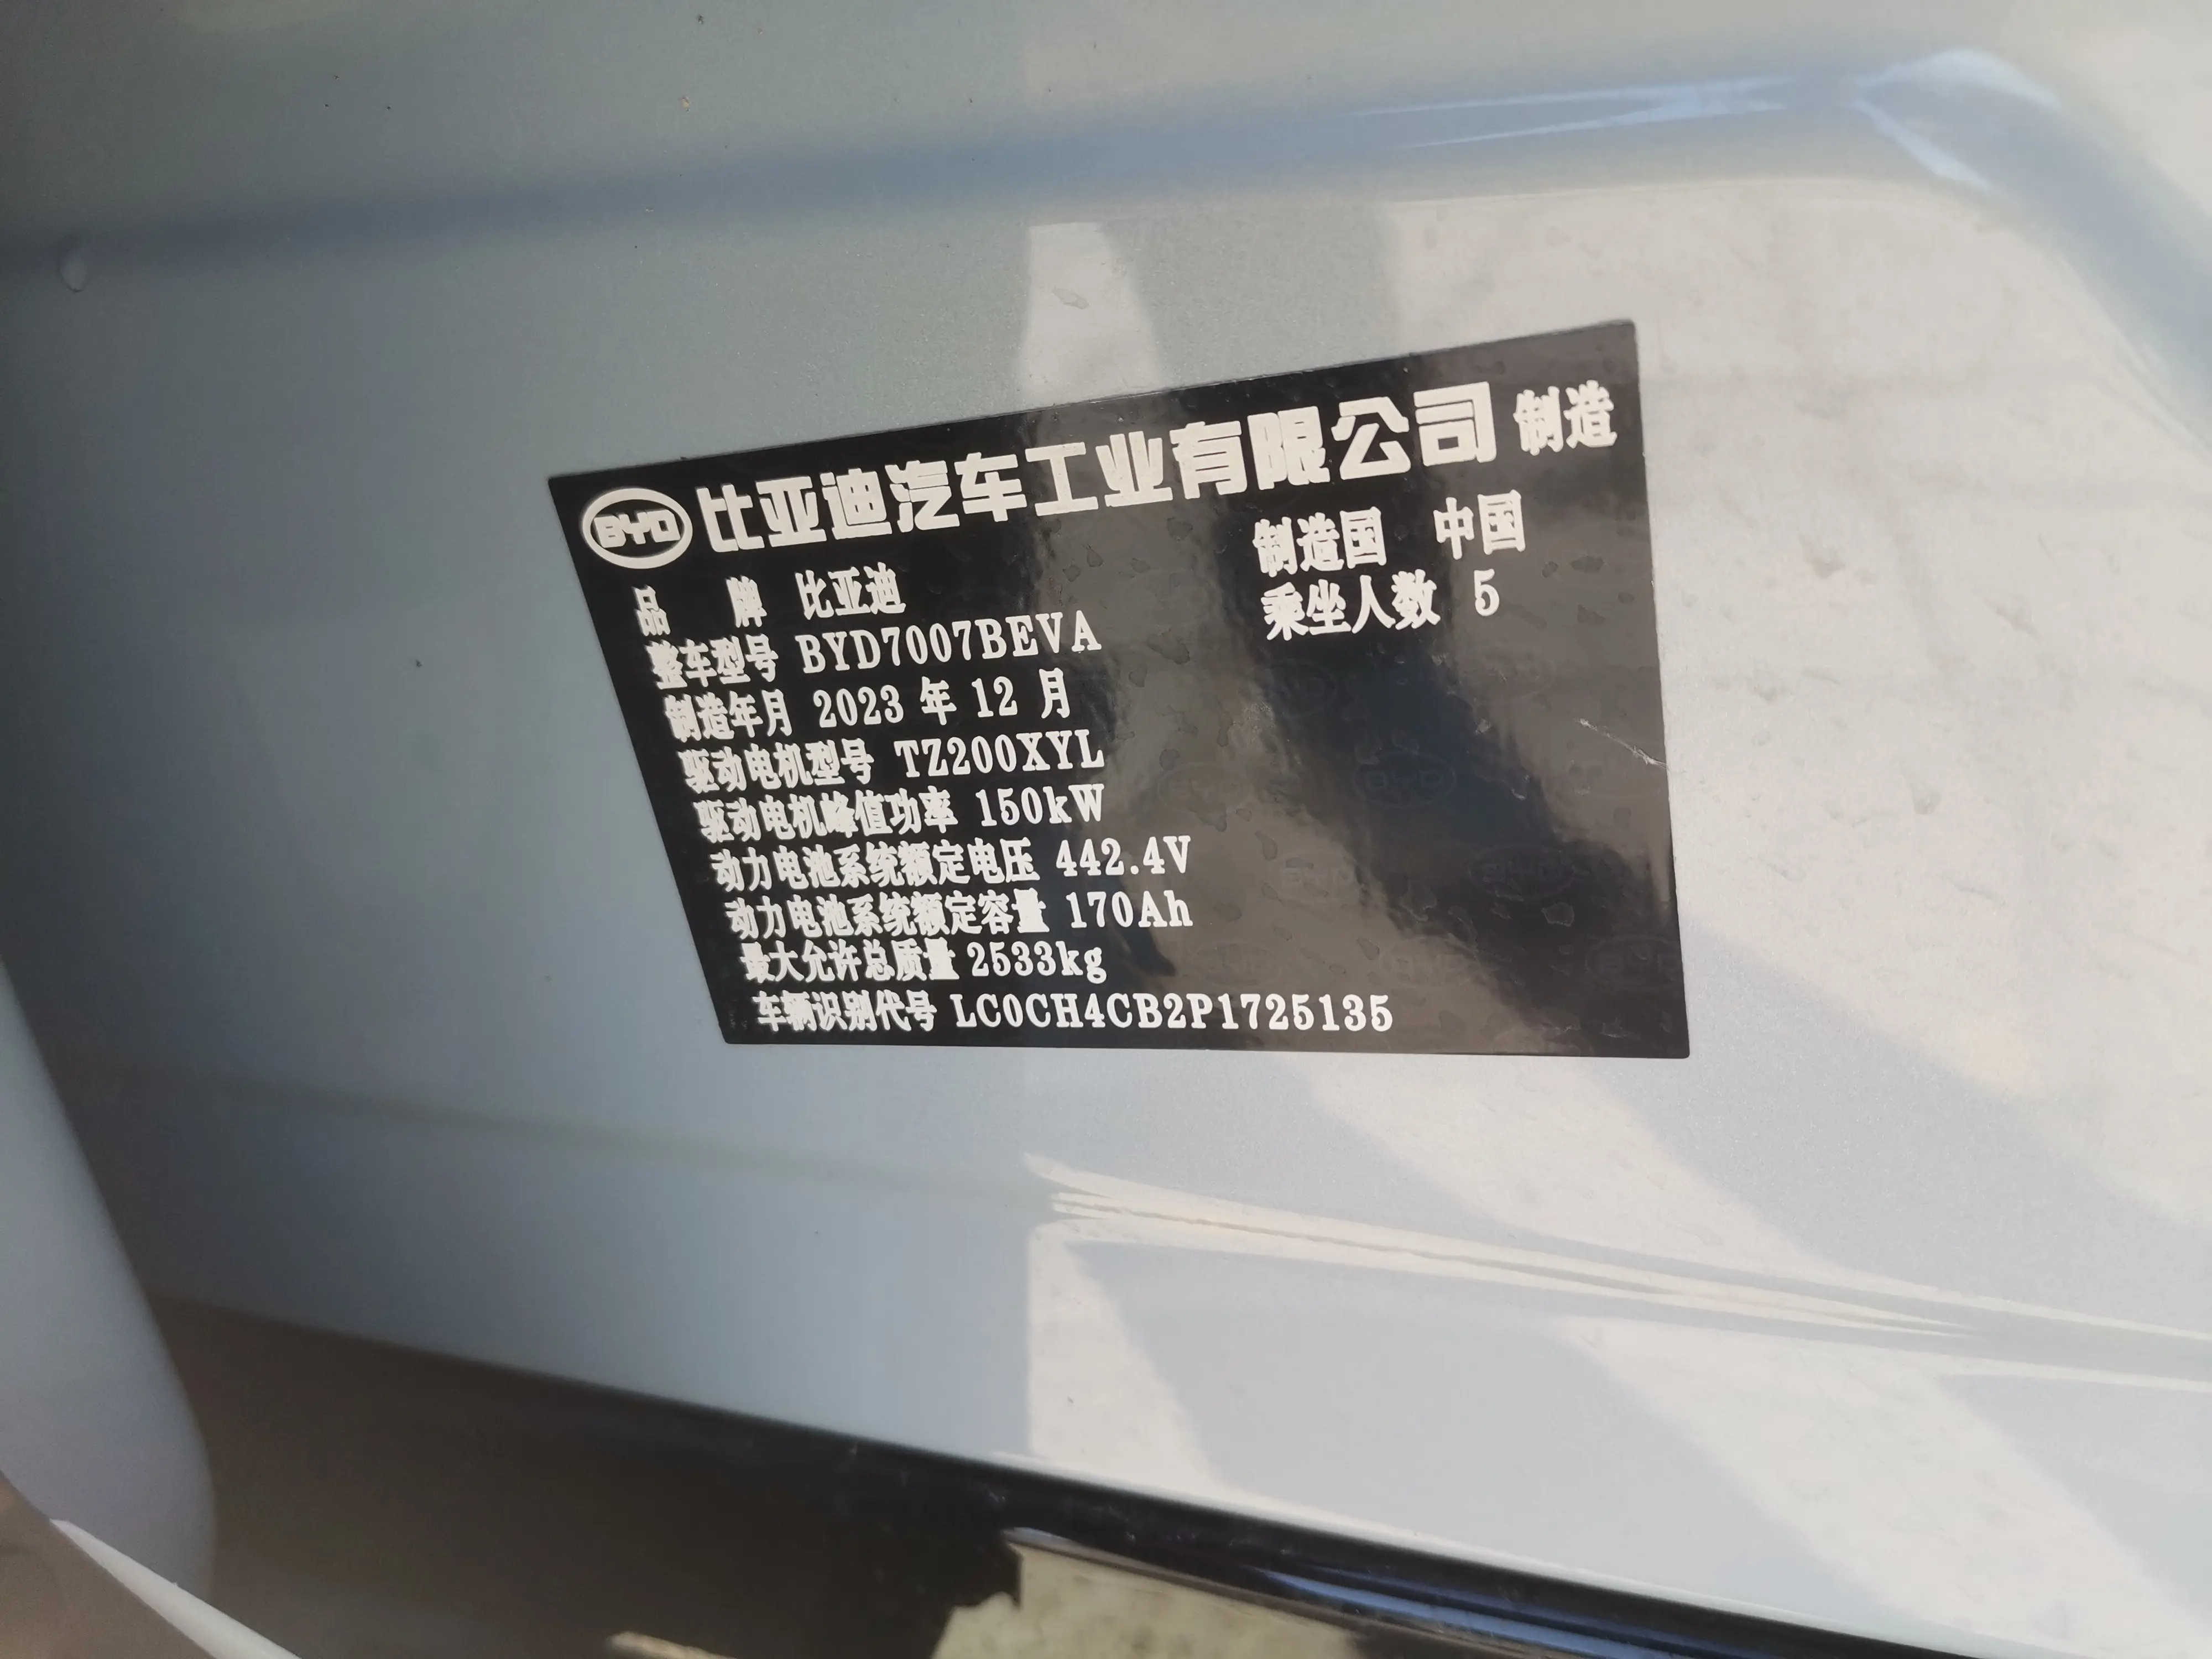 BYD 比亚迪汽车工业有限公司 制造
制造国 中国
品牌 比亚迪
乘坐人数 5
整车型号 BYD7007BEVA
制造年月 2023 年 12 月
驱动电机型号 TZ200XYL
驱动电机峰值功率 150kW
动力电池系统额定电压 442.4V
动力电池系统额定容量 170Ah
最大允许总质量 2533kg
车辆识别代号 LC0CH4CB2P1725135